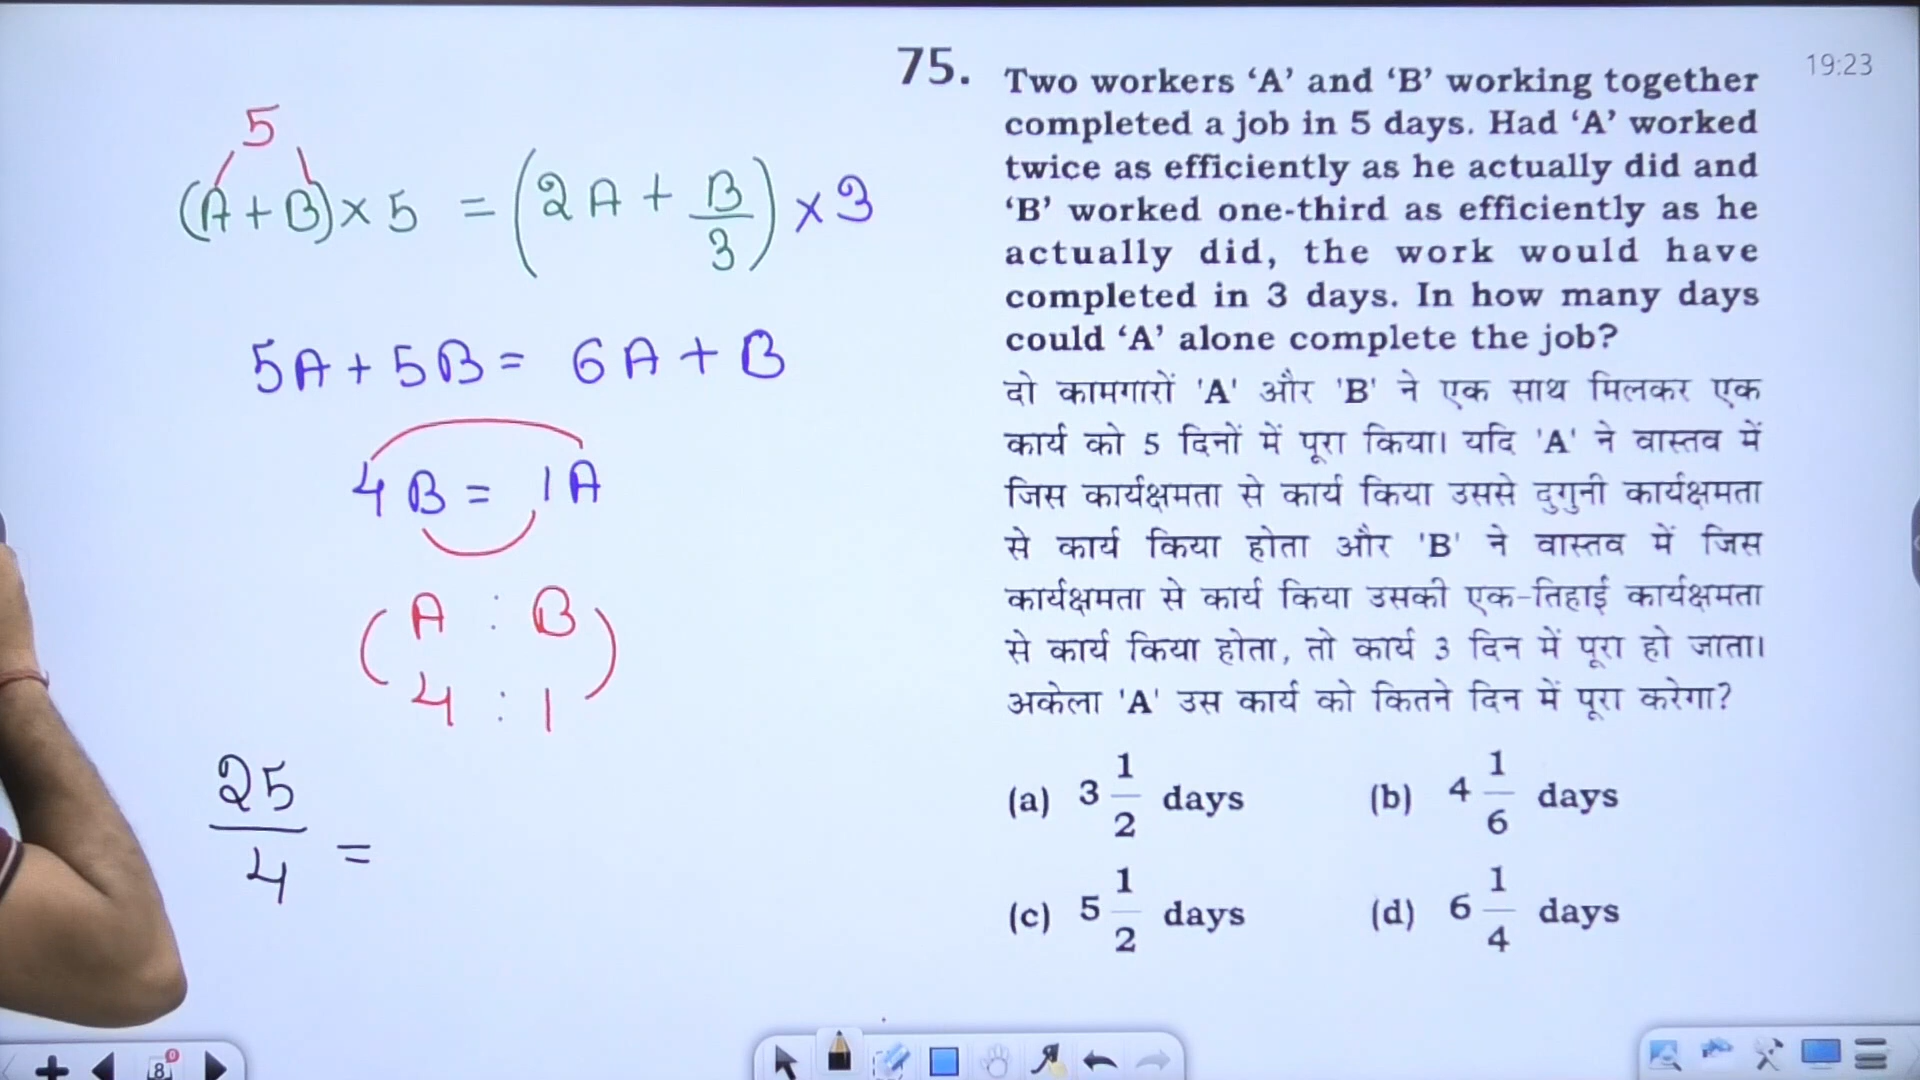 5
(A+B)×5 = (2A + B/3) ×3
5A+5B = 6A+B
4B = 1A
(A : B)
4 : 1
25/4 =
75.
Two workers ‘A’ and ‘B’ working together
completed a job in 5 days. Had ‘A’ worked
twice as efficiently as he actually did and
‘B’ worked one-third as efficiently as he
actually did, the work would have
completed in 3 days. In how many days
could ‘A’ alone complete the job?
दो कामगारों 'A' और 'B' ने एक साथ मिलकर एक
कार्य को 5 दिनों में पूरा किया। यदि 'A' ने वास्तव में
जिस कार्यक्षमता से कार्य किया उससे दुगुनी कार्यक्षमता
से कार्य किया होता और 'B' ने वास्तव में जिस
कार्यक्षमता से कार्य किया उसकी एक-तिहाई कार्यक्षमता
से कार्य किया होता, तो कार्य 3 दिन में पूरा हो जाता।
अकेला 'A' उस कार्य को कितने दिन में पूरा करेगा?
(a) 3 1/2 days (b) 4 1/6 days
(c) 5 1/2 days (d) 6 1/4 days
19:23
8 0